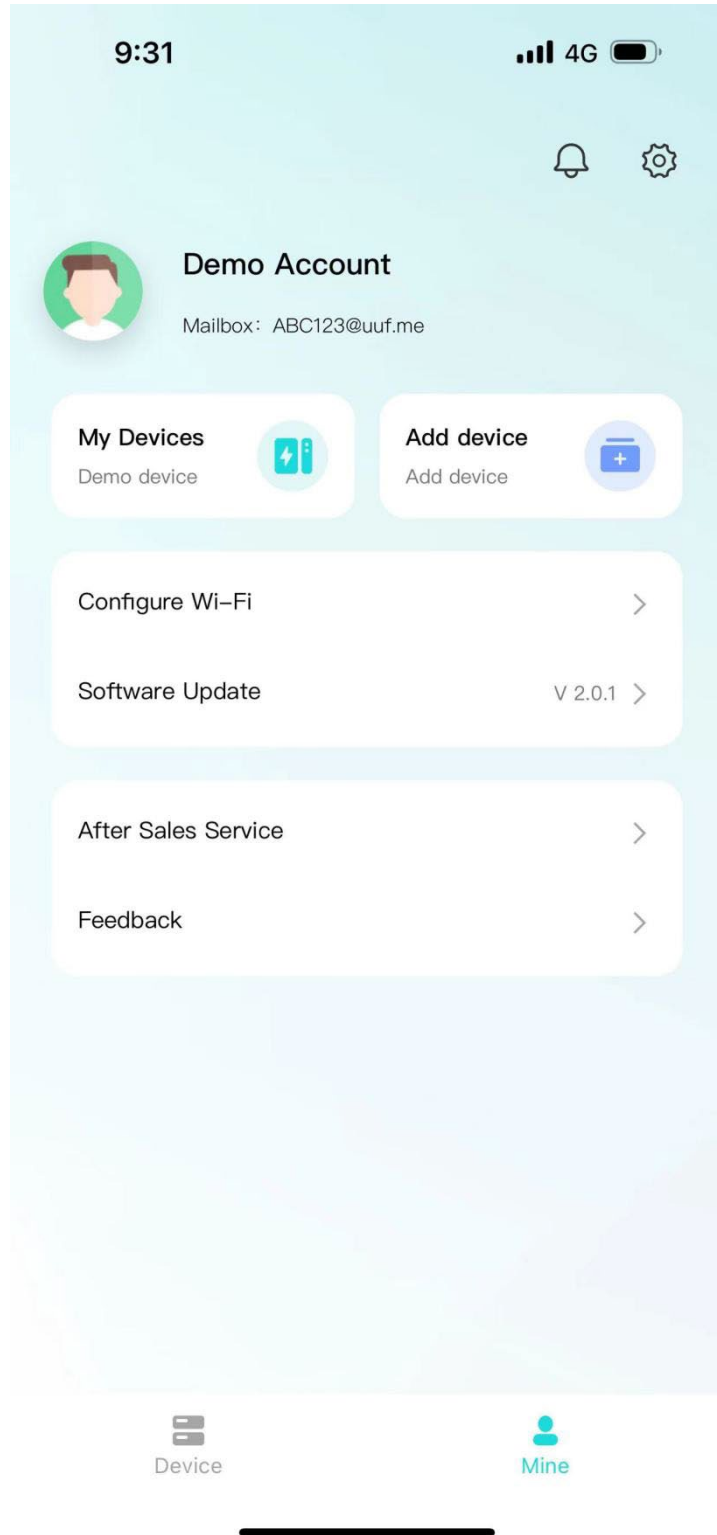 9:31
4G
Demo Account
Mailbox：ABC123@uuf.me
My Devices
Demo device
Add device
Add device
Configure Wi-Fi
Software Update
V 2.0.1
After Sales Service
Feedback
Device
Mine